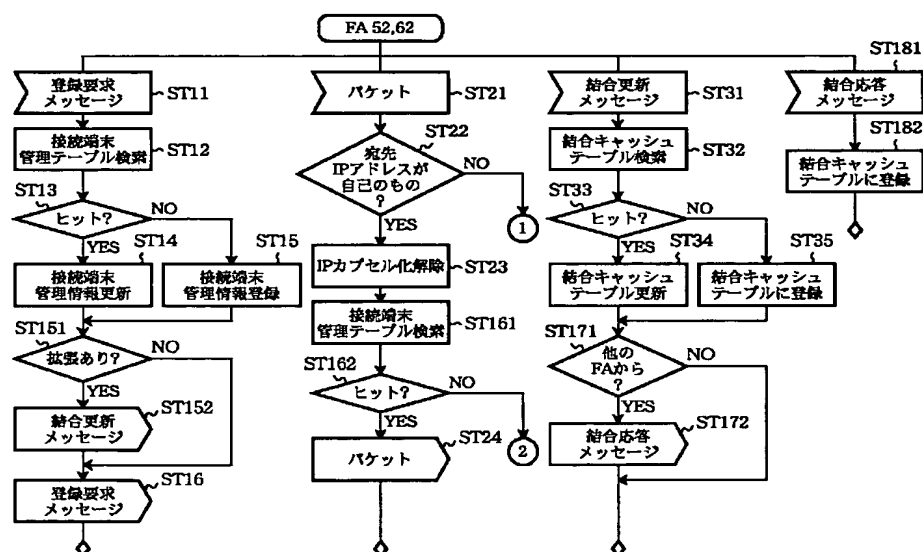 FA 52,62
登録要求
メッセージ
ST11
接続端末
管理テーブル検索
ST12
ST13
ヒット?
NO
YES
ST14
ST15
接続端末
管理情報更新
接続端末
管理情報登録
ST151
拡張あり?
NO
YES
ST152
結合更新
メッセージ
ST16
登録要求
メッセージ
パケット
ST21
ST22
宛先
IPアドレスが
自己のもの
?
NO
1
YES
IPカプセル化解除
ST23
接続端末
管理テーブル検索
ST161
ST162
ヒット?
NO
2
YES
ST24
パケット
結合更新
メッセージ
ST31
結合キャッシュ
テーブル検索
ST32
ST33
ヒット?
NO
YES
ST34
ST35
結合キャッシュ
テーブル更新
結合キャッシュ
テーブルに登録
ST171
他の
FAから
?
NO
YES
結合応答
メッセージ
ST172
ST181
結合応答
メッセージ
ST182
結合キャッシュ
テーブルに登録